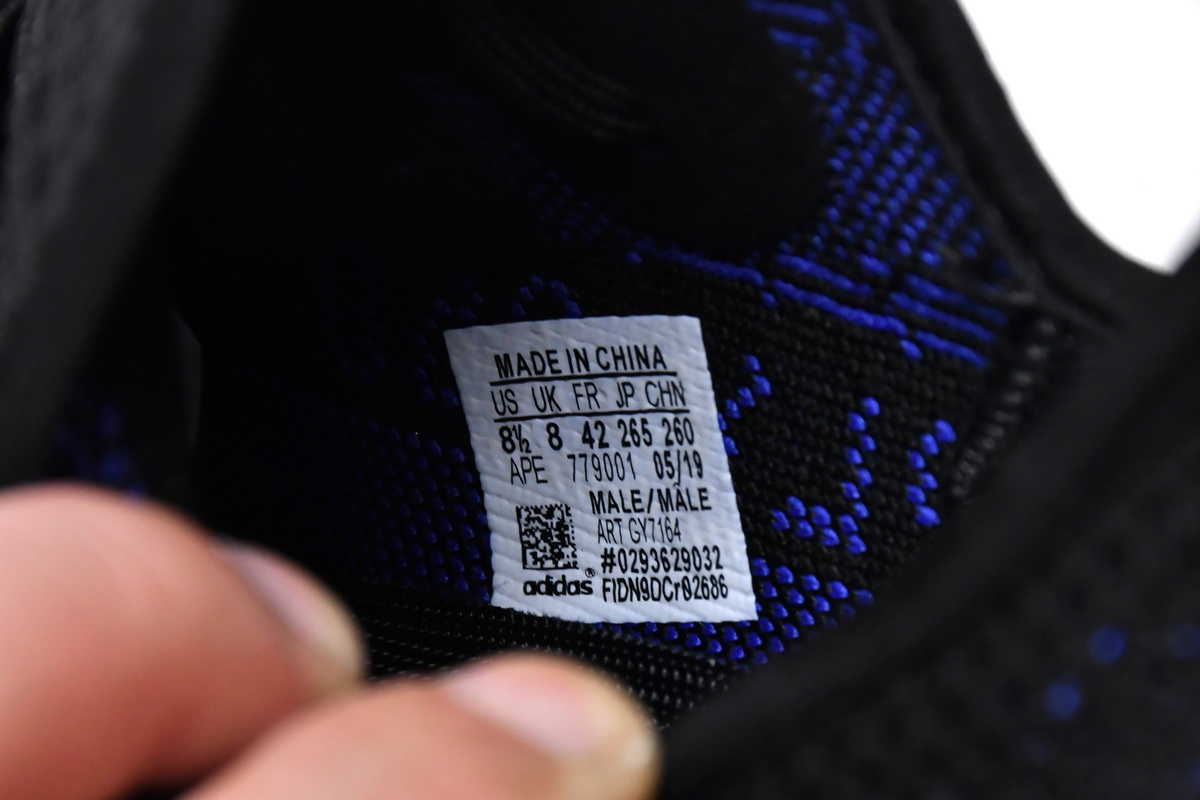 MADE IN CHINA
US UK FR JP CHN
8½ 8 42 265 260
APE 779001 05/19
MALE/MÂLE
ART GY7164
#0293629032
adidas® FIDN9DCr02686